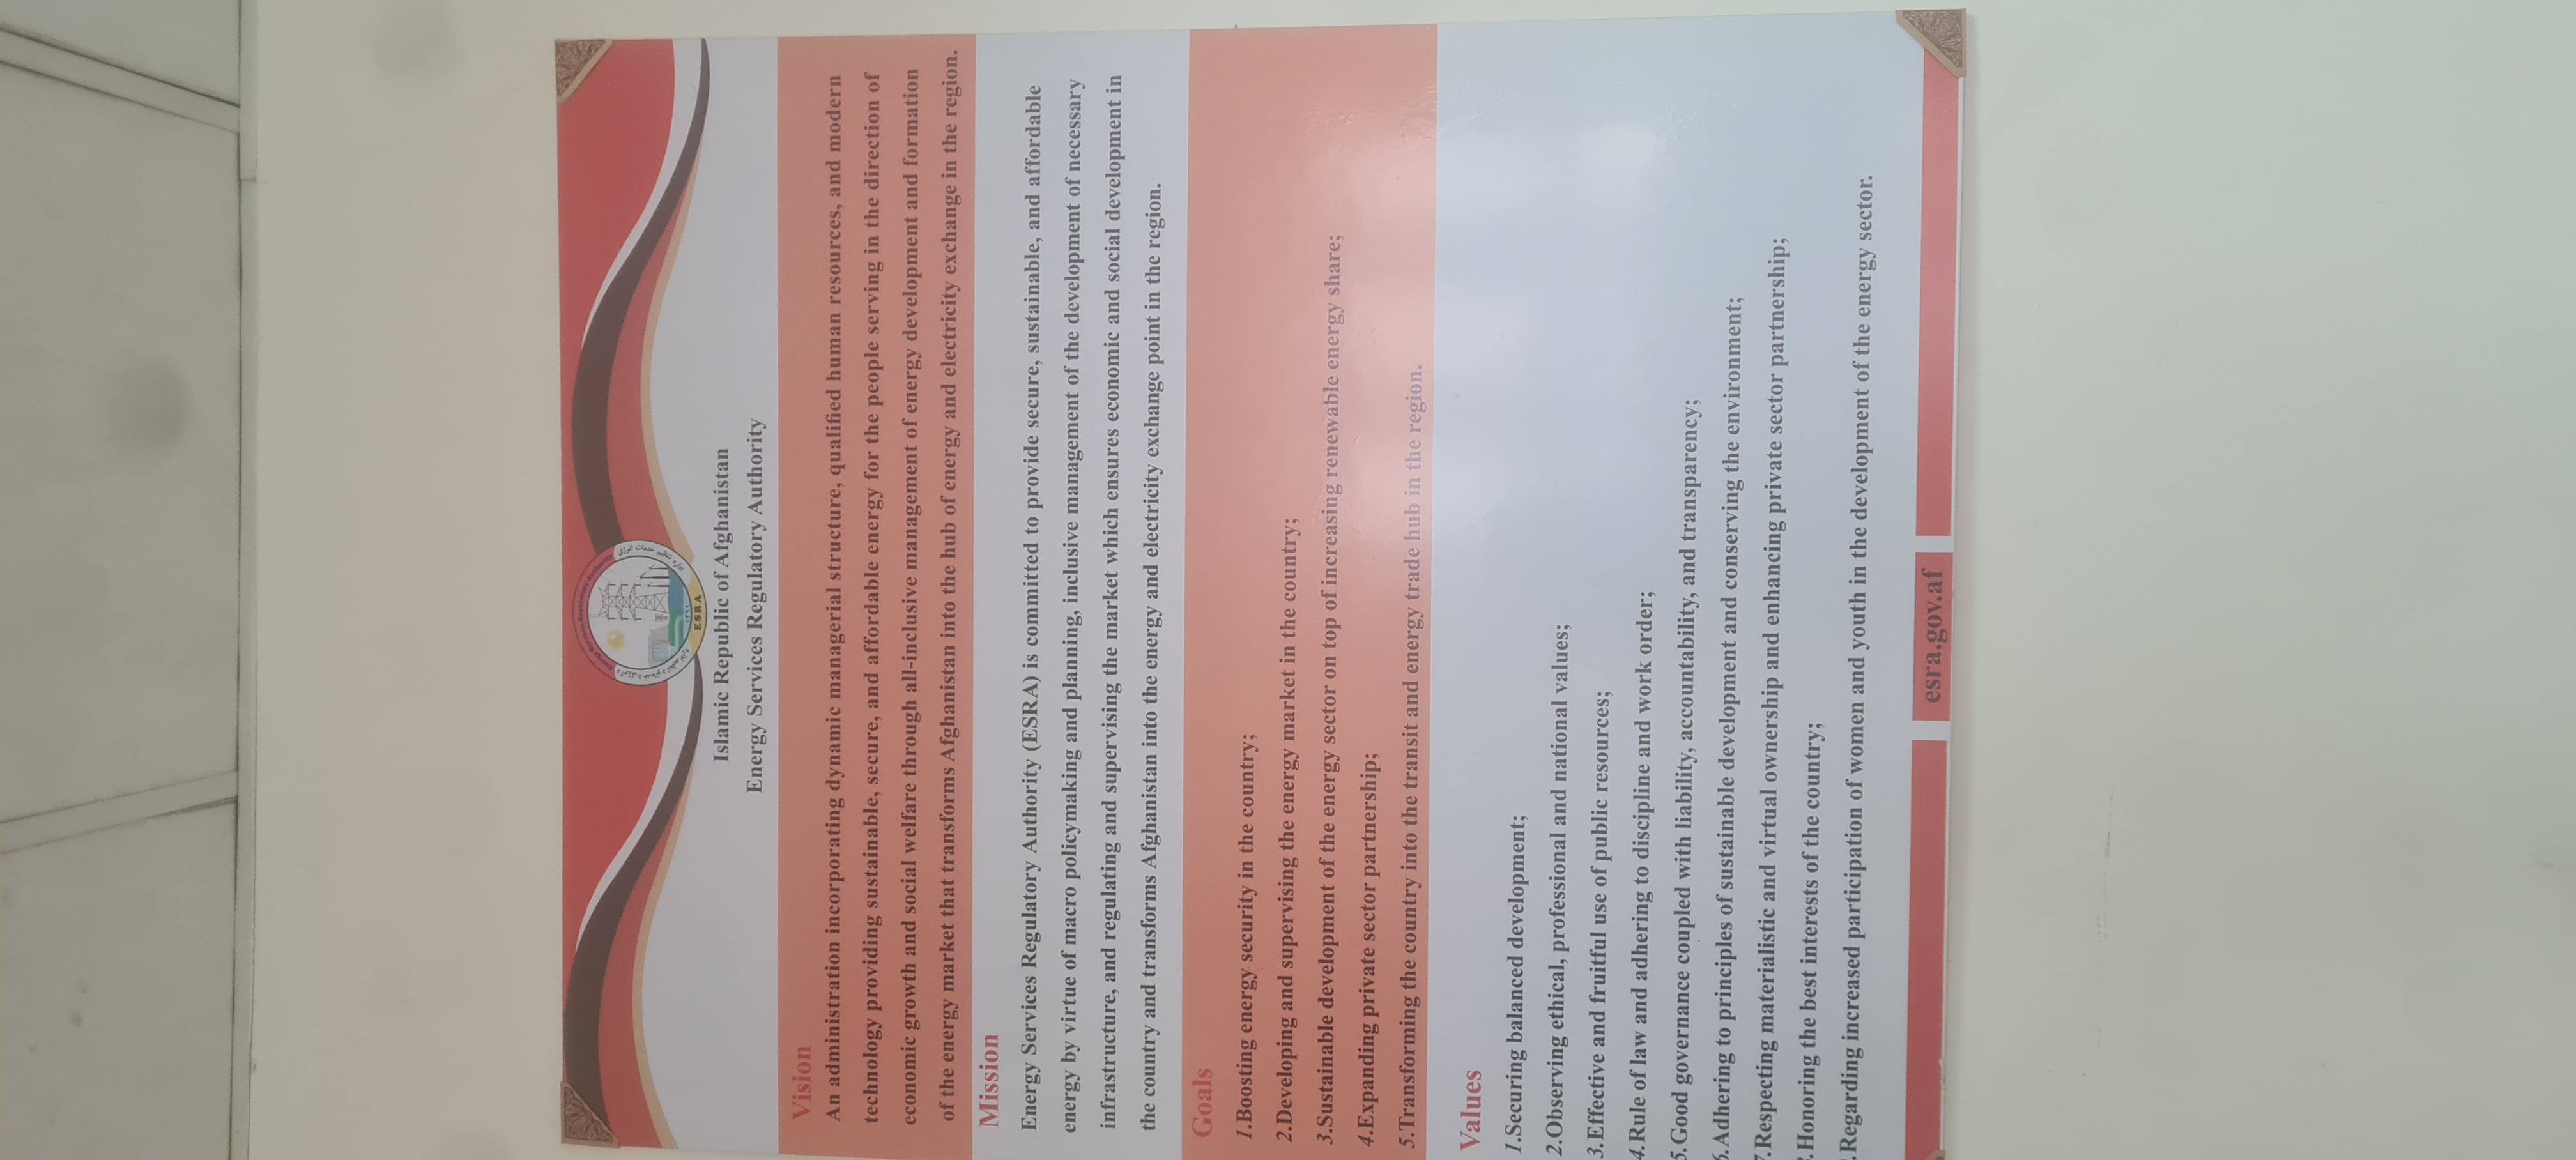 Energy Services Regulatory Authority
۱۳۹۹
ESRA
Islamic Republic of Afghanistan
Energy Services Regulatory Authority
Vision
An administration incorporating dynamic managerial structure, qualified human resources, and modern
technology providing sustainable, secure, and affordable energy for the people serving in the direction of
economic growth and social welfare through all-inclusive management of energy development and formation
of the energy market that transforms Afghanistan into the hub of energy and electricity exchange in the region.
Mission
Energy Services Regulatory Authority (ESRA) is committed to provide secure, sustainable, and affordable
energy by virtue of macro policymaking and planning, inclusive management of the development of necessary
infrastructure, and regulating and supervising the market which ensures economic and social development in
the country and transforms Afghanistan into the energy and electricity exchange point in the region.
Goals
1.Boosting energy security in the country;
2.Developing and supervising the energy market in the country;
3.Sustainable development of the energy sector on top of increasing renewable energy share;
4.Expanding private sector partnership;
5.Transforming the country into the transit and energy trade hub in the region.
Values
1.Securing balanced development;
2.Observing ethical, professional and national values;
3.Effective and fruitful use of public resources;
4.Rule of law and adhering to discipline and work order;
5.Good governance coupled with liability, accountability, and transparency;
6.Adhering to principles of sustainable development and conserving the environment;
7.Respecting materialistic and virtual ownership and enhancing private sector partnership;
.Honoring the best interests of the country;
.Regarding increased participation of women and youth in the development of the energy sector.
esra.gov.af